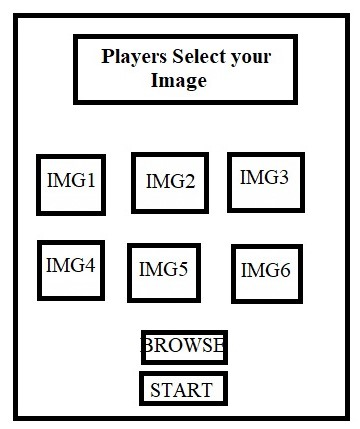 Players Select your
Image
IMG1 IMG2 IMG3
IMG4 IMG5 IMG6
BROWSE
START